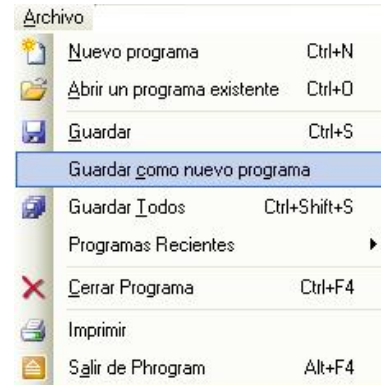 Archivo
Nuevo programa Ctrl+N
Abrir un programa existente Ctrl+O
Guardar Ctrl+S
Guardar como nuevo programa
Guardar Todos Ctrl+Shift+S
Programas Recientes
Cerrar Programa Ctrl+F4
Imprimir
Salir de Phrogram Alt+F4